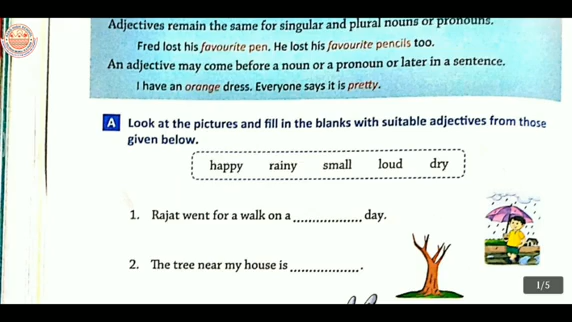 Adjectives remain the same for singular and plural nouns or pronouns.
Fred lost his favourite pen. He lost his favourite pencils too.
An adjective may come before a noun or a pronoun or later in a sentence.
I have an orange dress. Everyone says it is pretty.
A Look at the pictures and fill in the blanks with suitable adjectives from those
given below.
happy rainy small loud dry
1. Rajat went for a walk on a .................. day.
2. The tree near my house is ..................
1/5